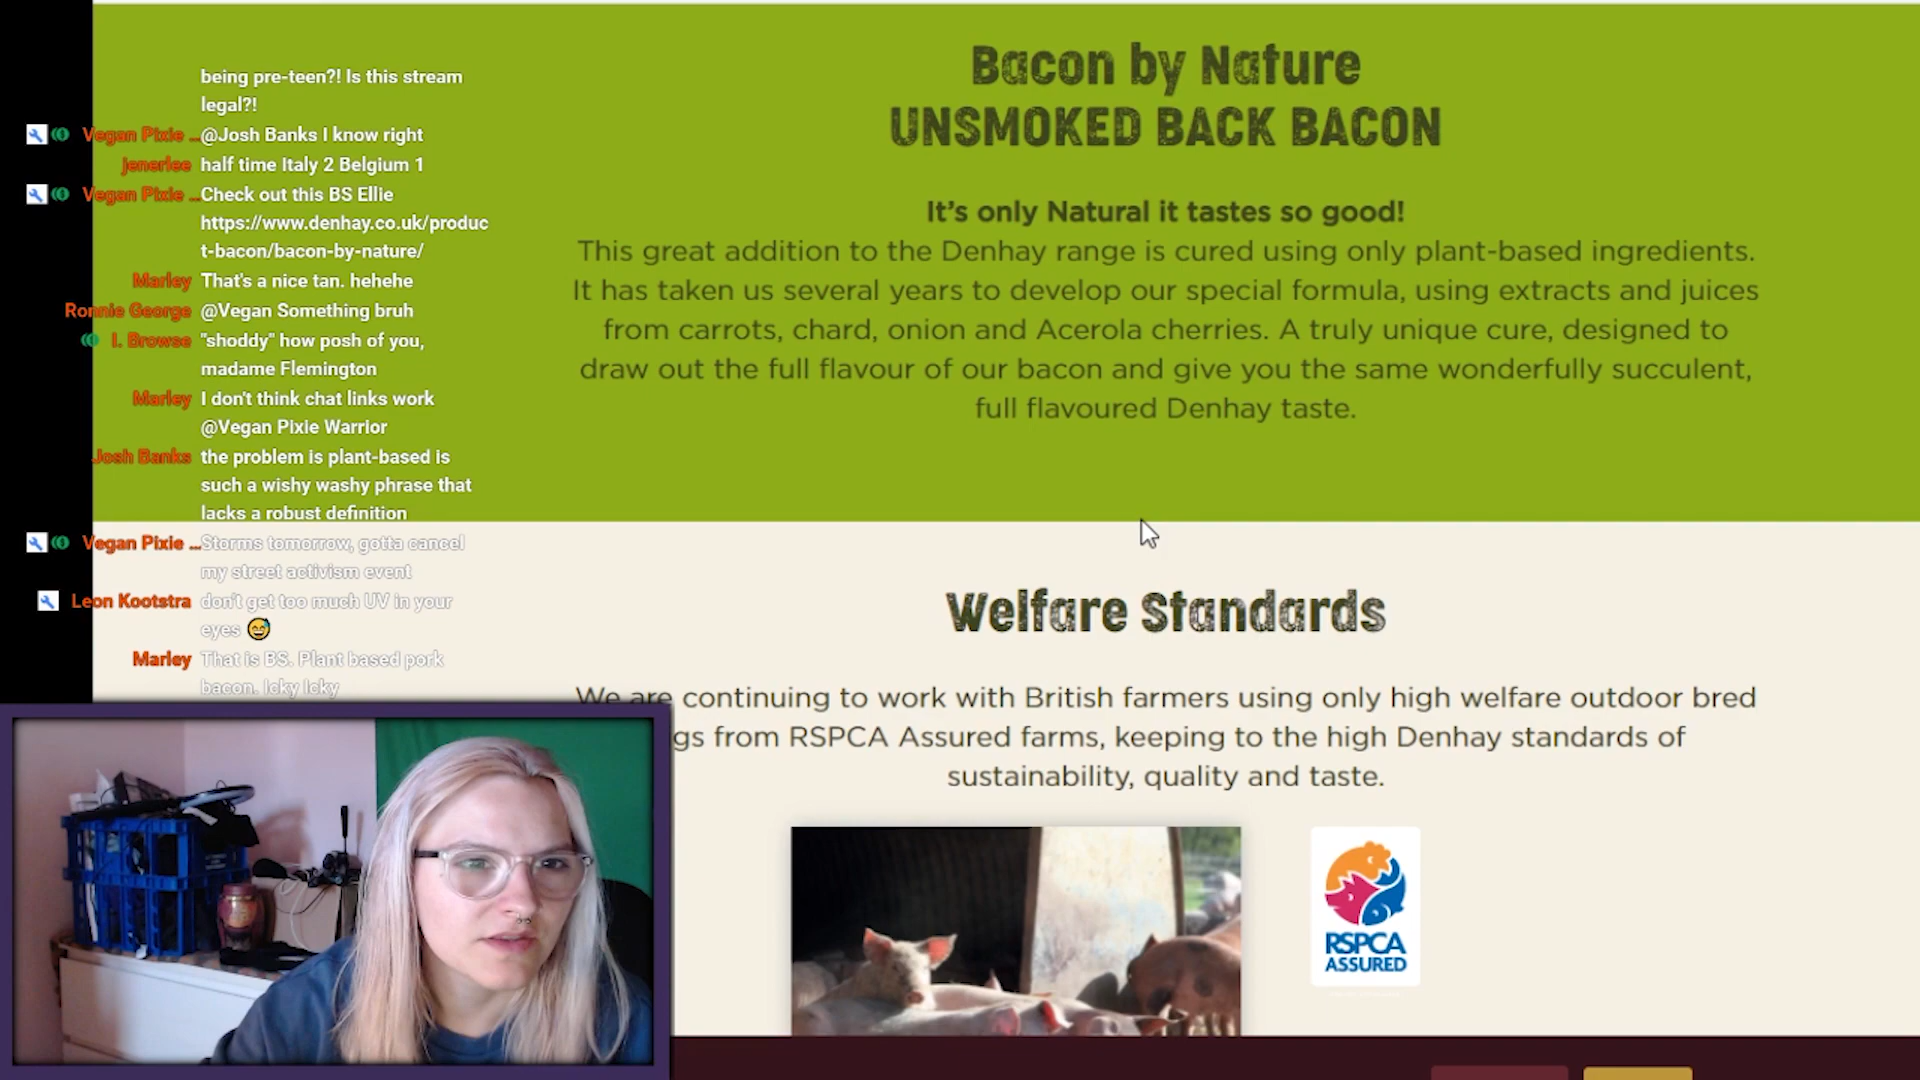 being pre-teen?! Is this stream
legal?!
Vegan Pixie ... @Josh Banks I know right
jenerlee half time Italy 2 Belgium 1
Vegan Pixie ... Check out this BS Ellie
https://www.denhay.co.uk/produc
t-bacon/bacon-by-nature/
Marley That's a nice tan. hehehe
Ronnie George @Vegan Something bruh
I. Browse "shoddy" how posh of you,
madame Flemington
Marley I don't think chat links work
@Vegan Pixie Warrior
Josh Banks the problem is plant-based is
such a wishy washy phrase that
lacks a robust definition
Vegan Pixie ... Storms tomorrow, gotta cancel
my street activism event
Leon Kootstra don't get too much UV in your
eyes 😅
Marley That is BS. Plant based pork
bacon. Icky Icky
Bacon by Nature
UNSMOKED BACK BACON
It's only Natural it tastes so good!
This great addition to the Denhay range is cured using only plant-based ingredients.
It has taken us several years to develop our special formula, using extracts and juices
from carrots, chard, onion and Acerola cherries. A truly unique cure, designed to
draw out the full flavour of our bacon and give you the same wonderfully succulent,
full flavoured Denhay taste.
Welfare Standards
We are continuing to work with British farmers using only high welfare outdoor bred
gs from RSPCA Assured farms, keeping to the high Denhay standards of
sustainability, quality and taste.
RSPCA
ASSURED